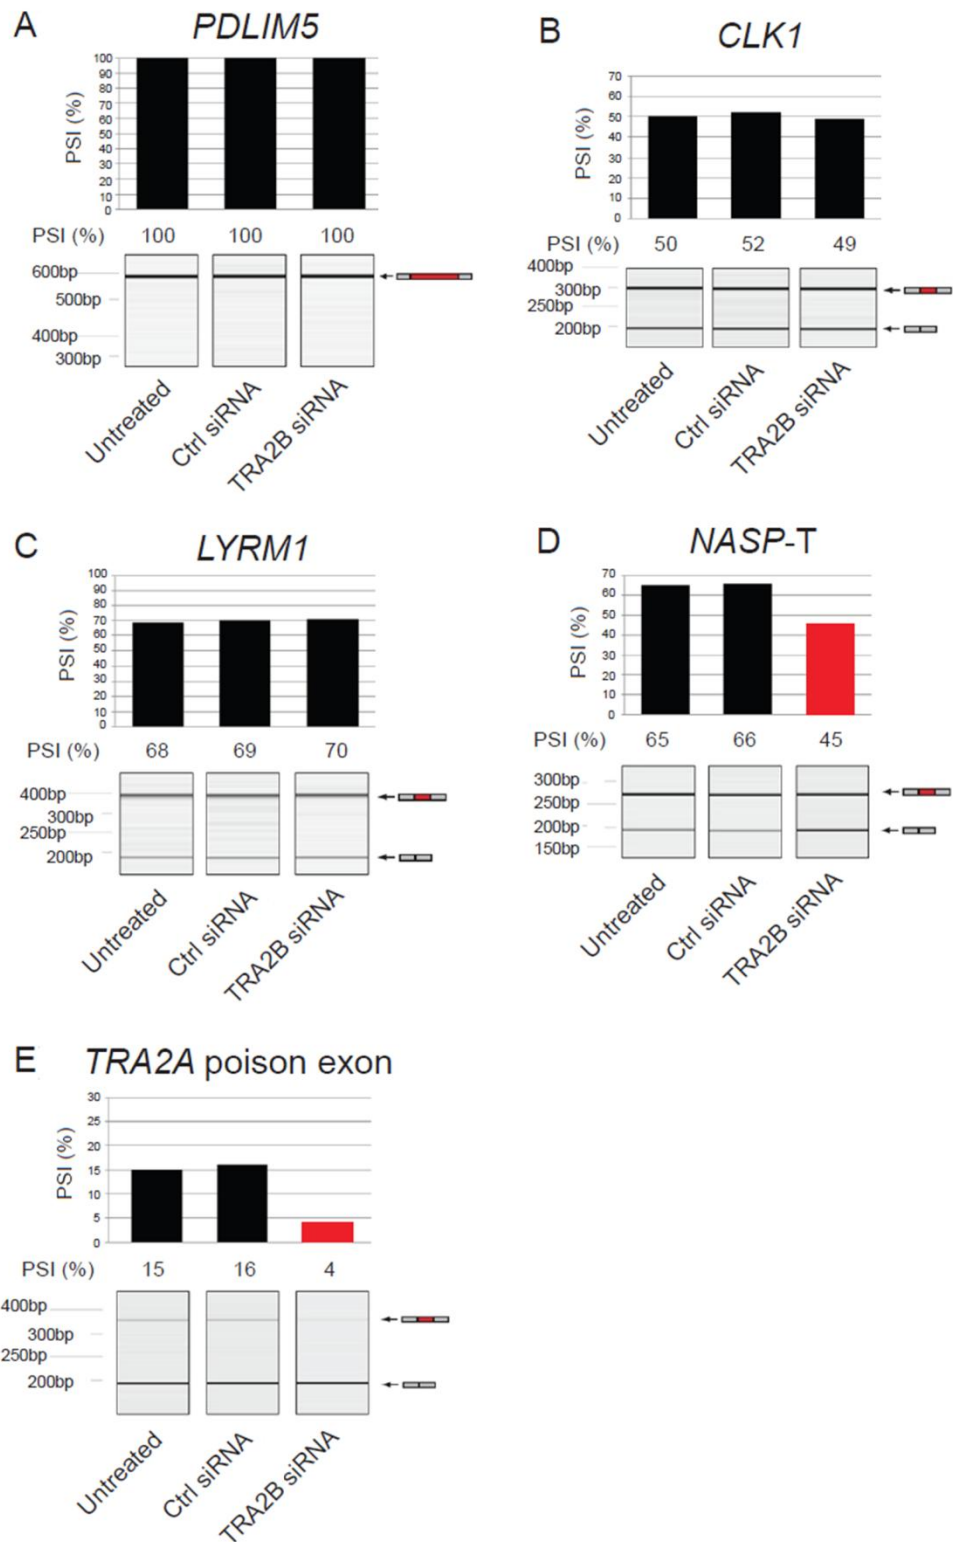 A
PDLIM5
100
90
80
70
60
50
40
30
20
10
0
PSI (%)
PSI (%) 100 100 100
600bp
500bp
400bp
300bp
Untreated
Ctrl siRNA
TRA2B siRNA
B
CLK1
70
60
50
40
30
20
10
0
PSI (%)
PSI (%) 50 52 49
400bp
300bp
250bp
200bp
Untreated
Ctrl siRNA
TRA2B siRNA
C
LYRM1
100
90
80
70
60
50
40
30
20
10
0
PSI (%)
PSI (%) 68 69 70
400bp
300bp
250bp
200bp
Untreated
Ctrl siRNA
TRA2B siRNA
D
NASP-T
70
60
50
40
30
20
10
0
PSI (%)
PSI (%) 65 66 45
300bp
250bp
200bp
150bp
Untreated
Ctrl siRNA
TRA2B siRNA
E
TRA2A poison exon
30
25
20
15
10
5
0
PSI (%)
PSI (%) 15 16 4
400bp
300bp
250bp
200bp
Untreated
Ctrl siRNA
TRA2B siRNA